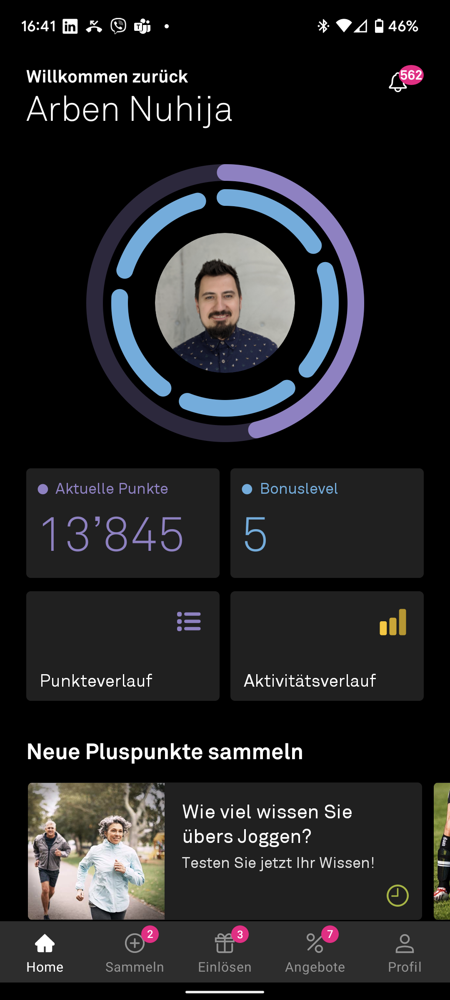 16:41
46%
Willkommen zurück
562
Arben Nuhija
Aktuelle Punkte
Bonuslevel
13’845
5
Punkteverlauf
Aktivitätsverlauf
Neue Pluspunkte sammeln
Wie viel wissen Sie
übers Joggen?
Testen Sie jetzt Ihr Wissen!
2
3
7
Home
Sammeln
Einlösen
Angebote
Profil